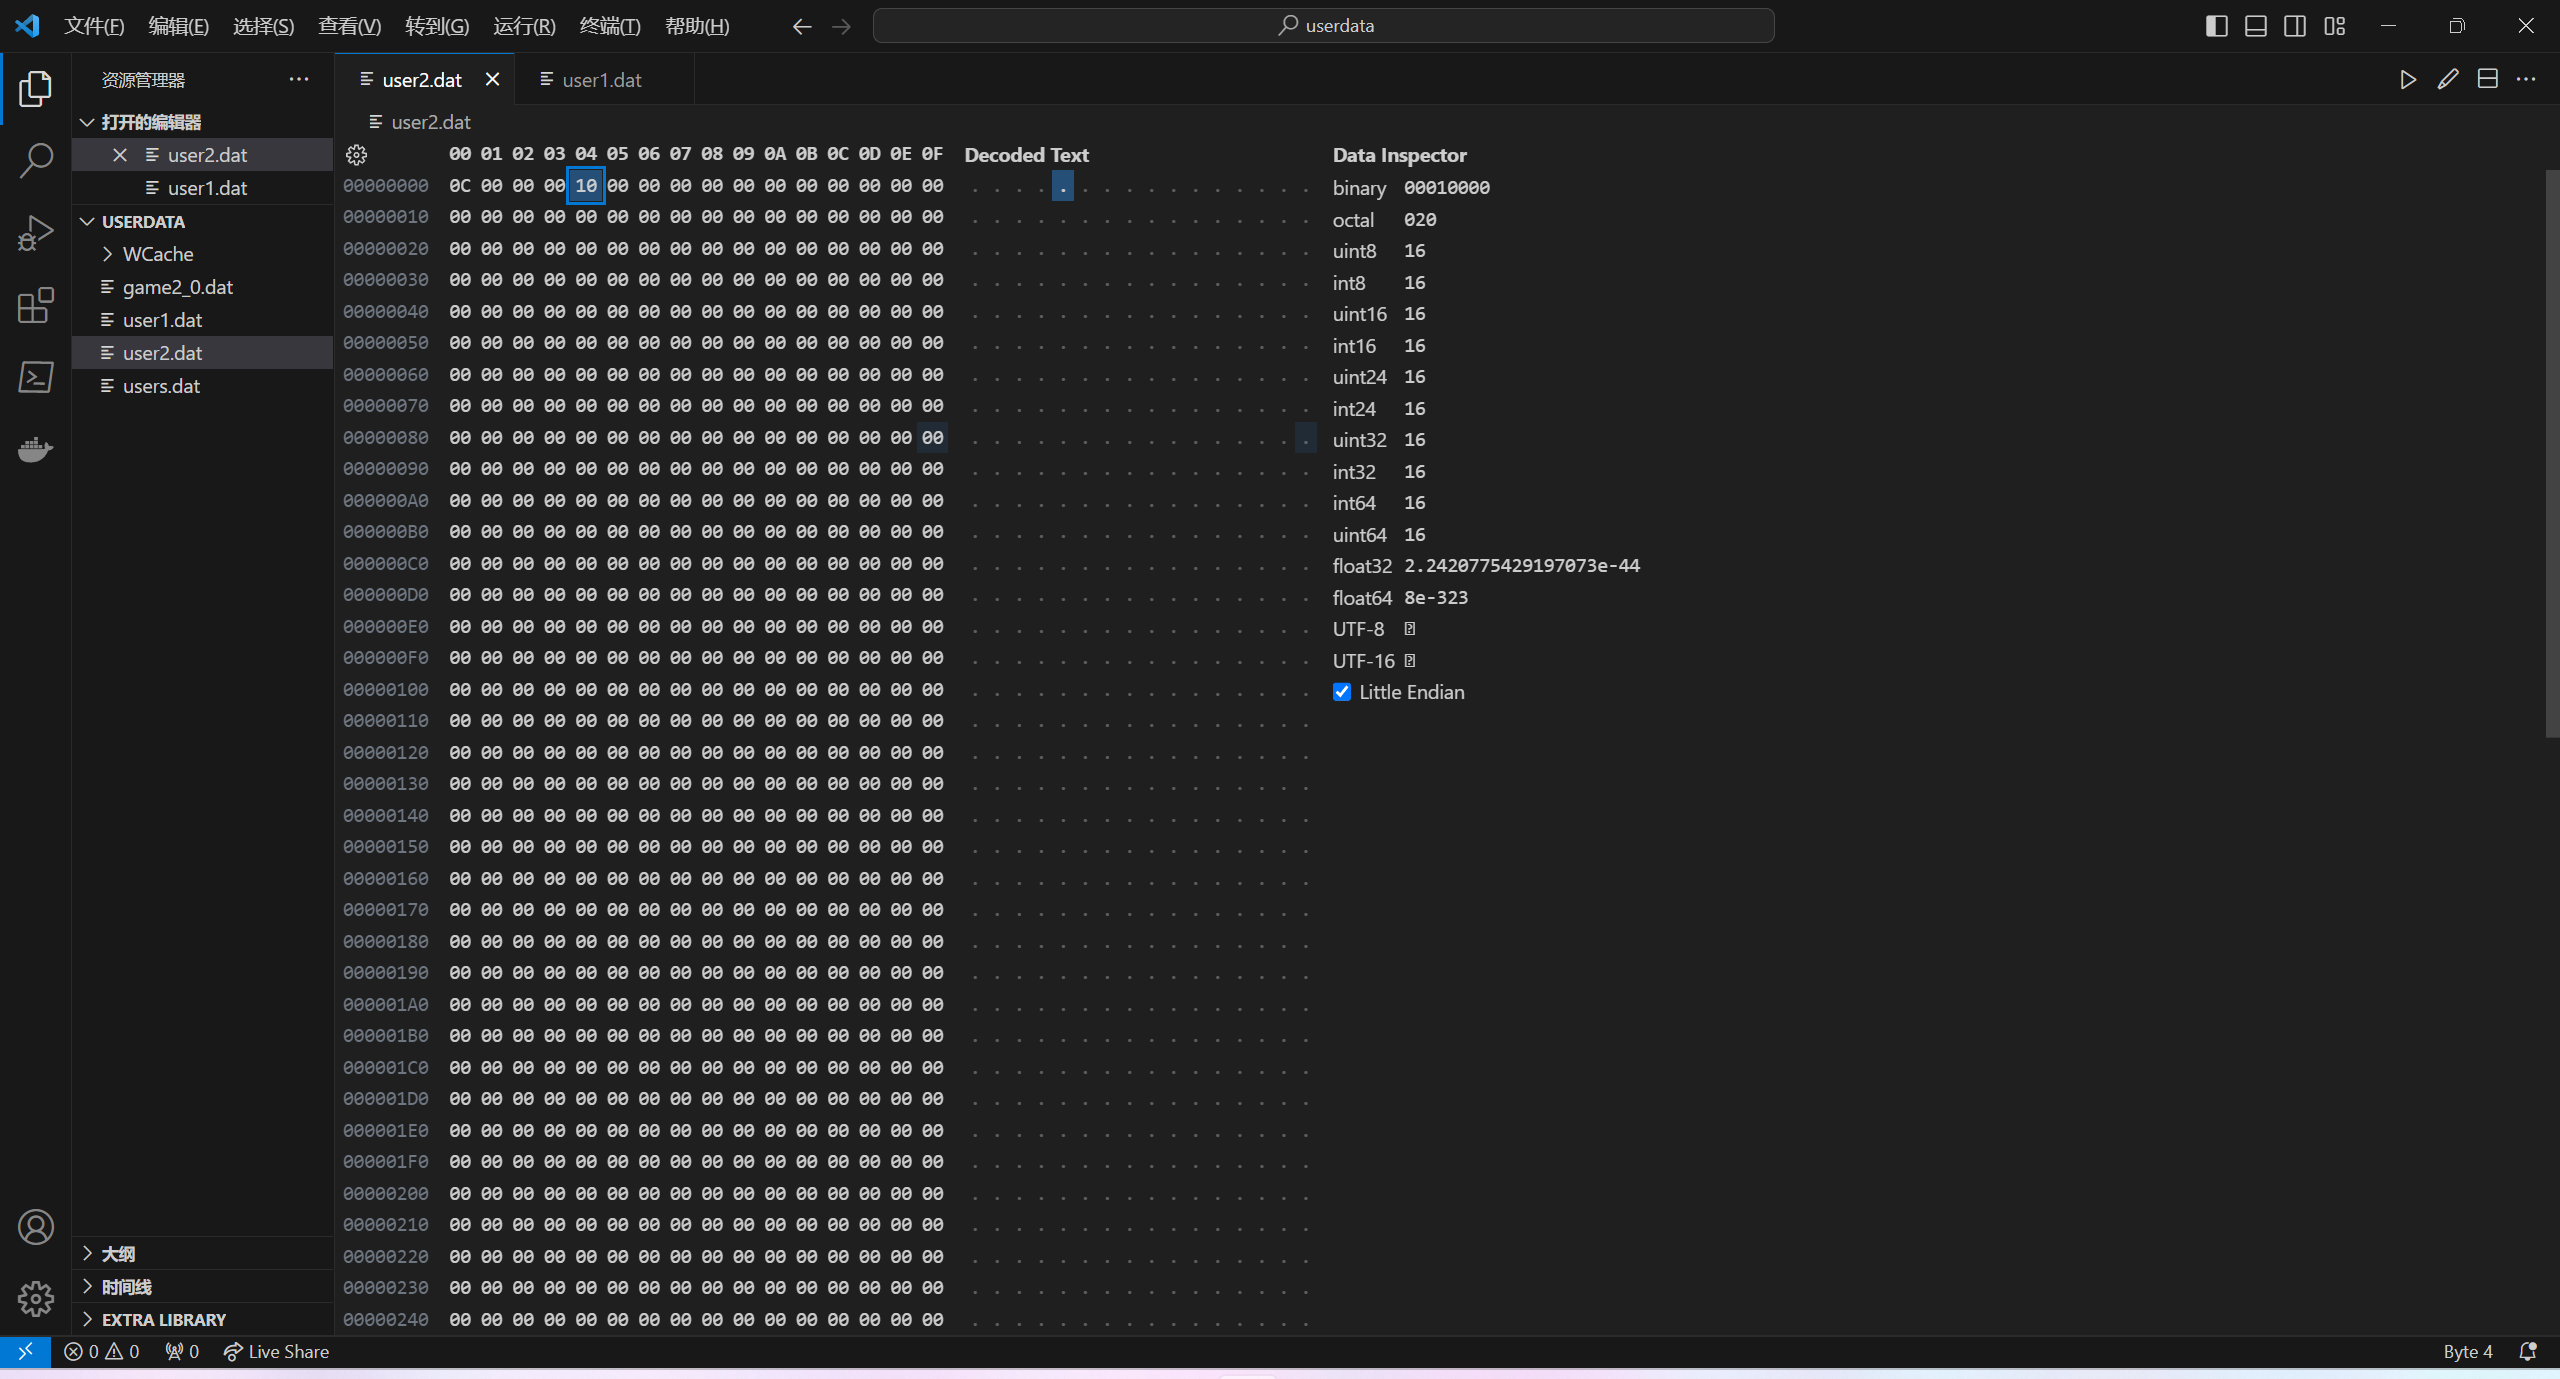 文件(F) 编辑(E) 选择(S) 查看(V) 转到(G) 运行(R) 终端(T) 帮助(H) userdata
资源管理器
打开的编辑器
user2.dat
user1.dat
USERDATA
WCache
game2_0.dat
user1.dat
user2.dat
users.dat
大纲
时间线
EXTRA LIBRARY
user2.dat user1.dat
user2.dat
00 01 02 03 04 05 06 07 08 09 0A 0B 0C 0D 0E 0F Decoded Text
00000000 0C 00 00 00 10 00 00 00 00 00 00 00 00 00 00 00 . . . . . . . . . . . . . . . .
00000010 00 00 00 00 00 00 00 00 00 00 00 00 00 00 00 00 . . . . . . . . . . . . . . . .
00000020 00 00 00 00 00 00 00 00 00 00 00 00 00 00 00 00 . . . . . . . . . . . . . . . .
00000030 00 00 00 00 00 00 00 00 00 00 00 00 00 00 00 00 . . . . . . . . . . . . . . . .
00000040 00 00 00 00 00 00 00 00 00 00 00 00 00 00 00 00 . . . . . . . . . . . . . . . .
00000050 00 00 00 00 00 00 00 00 00 00 00 00 00 00 00 00 . . . . . . . . . . . . . . . .
00000060 00 00 00 00 00 00 00 00 00 00 00 00 00 00 00 00 . . . . . . . . . . . . . . . .
00000070 00 00 00 00 00 00 00 00 00 00 00 00 00 00 00 00 . . . . . . . . . . . . . . . .
00000080 00 00 00 00 00 00 00 00 00 00 00 00 00 00 00 00 . . . . . . . . . . . . . . . .
00000090 00 00 00 00 00 00 00 00 00 00 00 00 00 00 00 00 . . . . . . . . . . . . . . . .
000000A0 00 00 00 00 00 00 00 00 00 00 00 00 00 00 00 00 . . . . . . . . . . . . . . . .
000000B0 00 00 00 00 00 00 00 00 00 00 00 00 00 00 00 00 . . . . . . . . . . . . . . . .
000000C0 00 00 00 00 00 00 00 00 00 00 00 00 00 00 00 00 . . . . . . . . . . . . . . . .
000000D0 00 00 00 00 00 00 00 00 00 00 00 00 00 00 00 00 . . . . . . . . . . . . . . . .
000000E0 00 00 00 00 00 00 00 00 00 00 00 00 00 00 00 00 . . . . . . . . . . . . . . . .
000000F0 00 00 00 00 00 00 00 00 00 00 00 00 00 00 00 00 . . . . . . . . . . . . . . . .
00000100 00 00 00 00 00 00 00 00 00 00 00 00 00 00 00 00 . . . . . . . . . . . . . . . .
00000110 00 00 00 00 00 00 00 00 00 00 00 00 00 00 00 00 . . . . . . . . . . . . . . . .
00000120 00 00 00 00 00 00 00 00 00 00 00 00 00 00 00 00 . . . . . . . . . . . . . . . .
00000130 00 00 00 00 00 00 00 00 00 00 00 00 00 00 00 00 . . . . . . . . . . . . . . . .
00000140 00 00 00 00 00 00 00 00 00 00 00 00 00 00 00 00 . . . . . . . . . . . . . . . .
00000150 00 00 00 00 00 00 00 00 00 00 00 00 00 00 00 00 . . . . . . . . . . . . . . . .
00000160 00 00 00 00 00 00 00 00 00 00 00 00 00 00 00 00 . . . . . . . . . . . . . . . .
00000170 00 00 00 00 00 00 00 00 00 00 00 00 00 00 00 00 . . . . . . . . . . . . . . . .
00000180 00 00 00 00 00 00 00 00 00 00 00 00 00 00 00 00 . . . . . . . . . . . . . . . .
00000190 00 00 00 00 00 00 00 00 00 00 00 00 00 00 00 00 . . . . . . . . . . . . . . . .
000001A0 00 00 00 00 00 00 00 00 00 00 00 00 00 00 00 00 . . . . . . . . . . . . . . . .
000001B0 00 00 00 00 00 00 00 00 00 00 00 00 00 00 00 00 . . . . . . . . . . . . . . . .
000001C0 00 00 00 00 00 00 00 00 00 00 00 00 00 00 00 00 . . . . . . . . . . . . . . . .
000001D0 00 00 00 00 00 00 00 00 00 00 00 00 00 00 00 00 . . . . . . . . . . . . . . . .
000001E0 00 00 00 00 00 00 00 00 00 00 00 00 00 00 00 00 . . . . . . . . . . . . . . . .
000001F0 00 00 00 00 00 00 00 00 00 00 00 00 00 00 00 00 . . . . . . . . . . . . . . . .
00000200 00 00 00 00 00 00 00 00 00 00 00 00 00 00 00 00 . . . . . . . . . . . . . . . .
00000210 00 00 00 00 00 00 00 00 00 00 00 00 00 00 00 00 . . . . . . . . . . . . . . . .
00000220 00 00 00 00 00 00 00 00 00 00 00 00 00 00 00 00 . . . . . . . . . . . . . . . .
00000230 00 00 00 00 00 00 00 00 00 00 00 00 00 00 00 00 . . . . . . . . . . . . . . . .
00000240 00 00 00 00 00 00 00 00 00 00 00 00 00 00 00 00 . . . . . . . . . . . . . . . .
Data Inspector
binary 00010000
octal 020
uint8 16
int8 16
uint16 16
int16 16
uint24 16
int24 16
uint32 16
int32 16
int64 16
uint64 16
float32 2.2420775429197073e-44
float64 8e-323
UTF-8
UTF-16
Little Endian
0 0 0 Live Share Byte 4